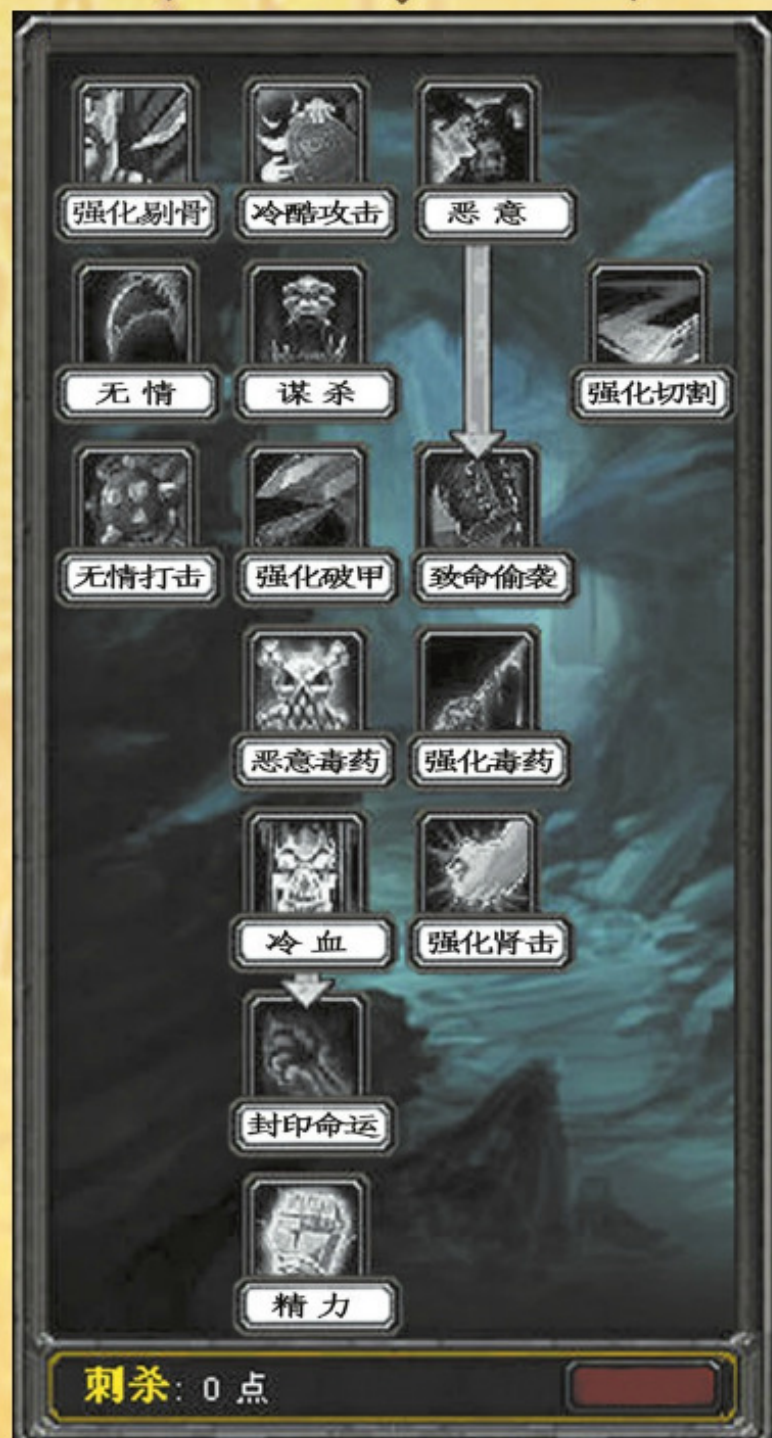 强化剔骨 冷酷攻击 恶意
无情 谋杀 强化切割
无情打击 强化破甲 致命偷袭
恶意毒药 强化毒药
冷血 强化肾击
封印命运
精力
刺杀: 0 点